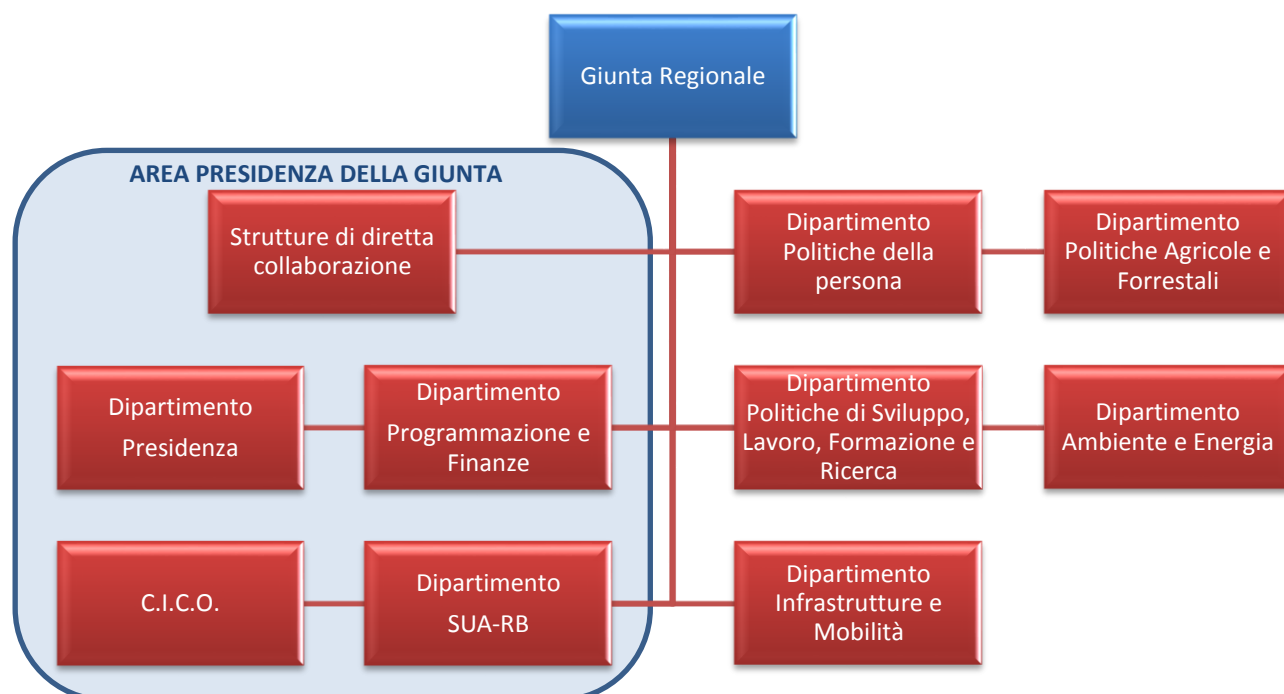 Giunta Regionale
AREA PRESIDENZA DELLA GIUNTA
Strutture di diretta
collaborazione
Dipartimento
Politiche della
persona
Dipartimento
Politiche Agricole e
Forrestali
Dipartimento
Presidenza
Dipartimento
Programmazione e
Finanze
Dipartimento
Politiche di Sviluppo,
Lavoro, Formazione e
Ricerca
Dipartimento
Ambiente e Energia
C.I.C.O.
Dipartimento
SUA-RB
Dipartimento
Infrastrutture e
Mobilità